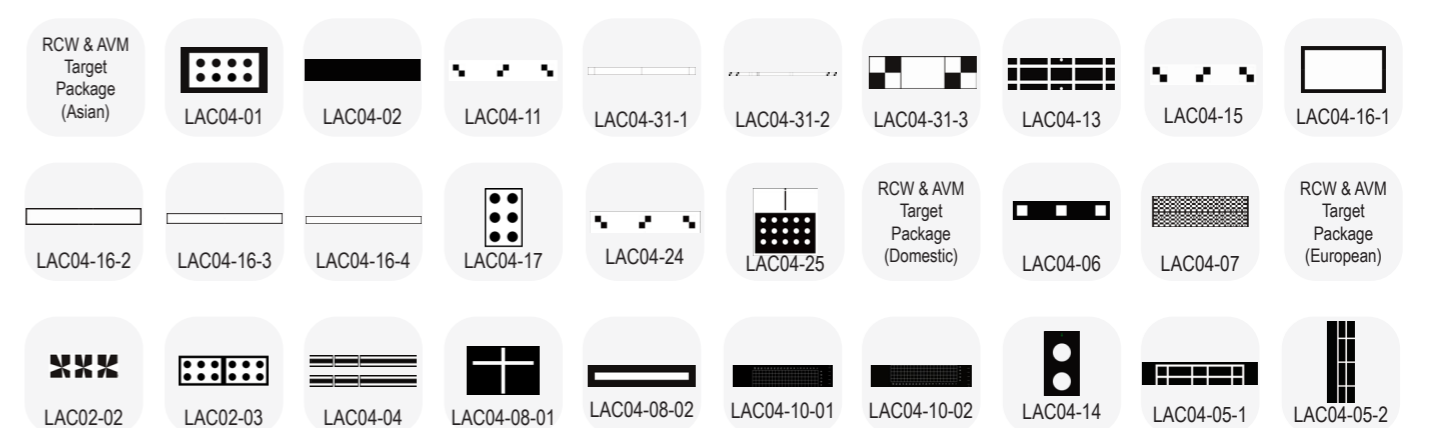 RCW & AVM
Target
Package
(Asian)
LAC04-01
LAC04-02
LAC04-11
LAC04-31-1
LAC04-31-2
LAC04-31-3
LAC04-13
LAC04-15
LAC04-16-1
LAC04-16-2
LAC04-16-3
LAC04-16-4
LAC04-17
LAC04-24
LAC04-25
RCW & AVM
Target
Package
(Domestic)
LAC04-06
LAC04-07
RCW & AVM
Target
Package
(European)
LAC02-02
LAC02-03
LAC04-04
LAC04-08-01
LAC04-08-02
LAC04-10-01
LAC04-10-02
LAC04-14
LAC04-05-1
LAC04-05-2